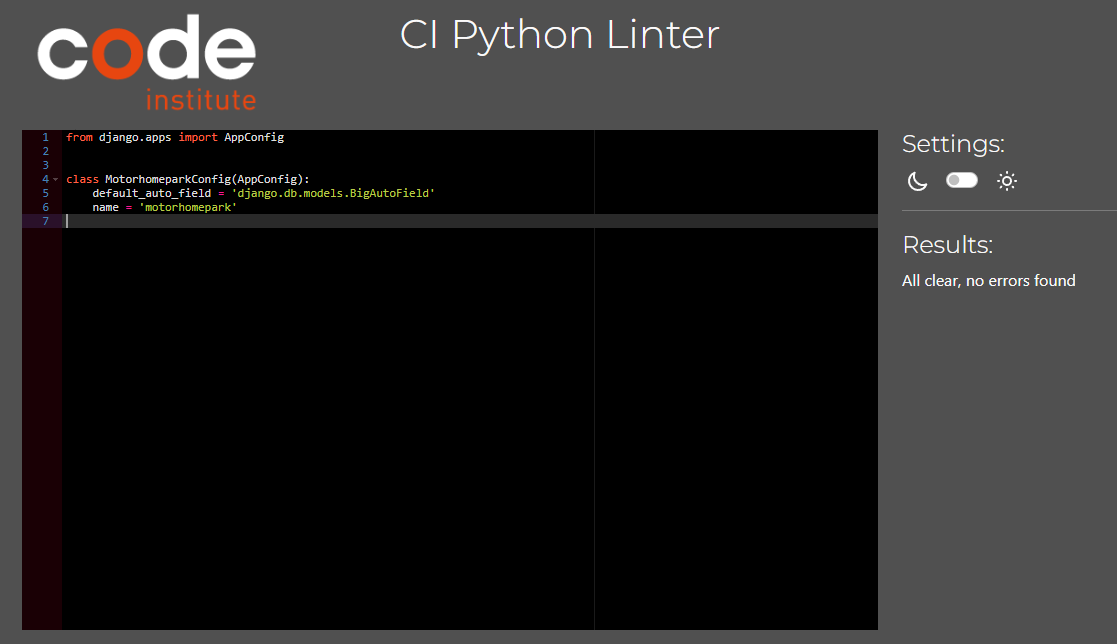 code
institute
CI Python Linter
1 from django.apps import AppConfig
2
3
4 class MotorhomeparkConfig(AppConfig):
5     default_auto_field = 'django.db.models.BigAutoField'
6     name = 'motorhomepark'
7
Settings:
Results:
All clear, no errors found